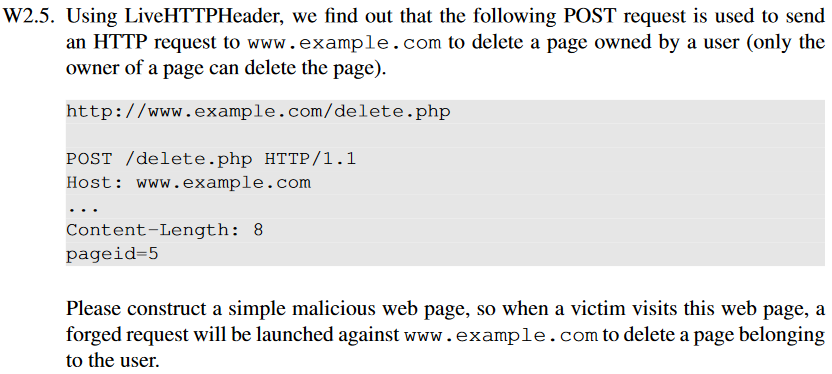 W2.5. Using LiveHTTPHeader, we find out that the following POST request is used to send
an HTTP request to www.example.com to delete a page owned by a user (only the
owner of a page can delete the page).
http://www.example.com/delete.php
POST /delete.php HTTP/1.1
Host: www.example.com
...
Content-Length: 8
pageid=5
Please construct a simple malicious web page, so when a victim visits this web page, a
forged request will be launched against www.example.com to delete a page belonging
to the user.